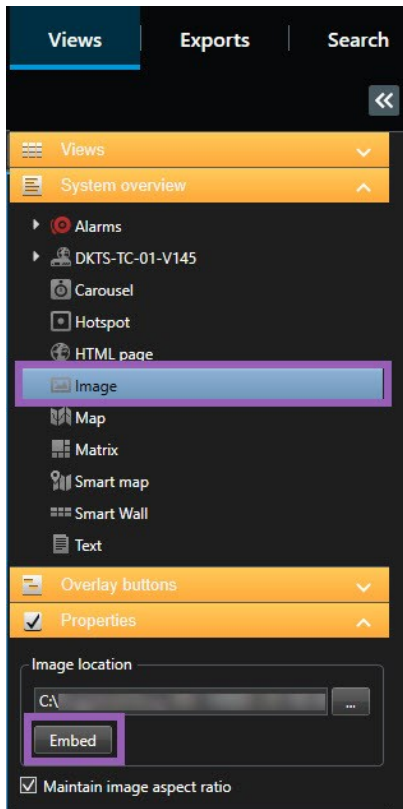 Views Exports Search
Views
System overview
Alarms
DKTS-TC-01-V145
Carousel
Hotspot
HTML page
Image
Map
Matrix
Smart map
Smart Wall
Text
Overlay buttons
Properties
Image location
C:\
...
Embed
Maintain image aspect ratio